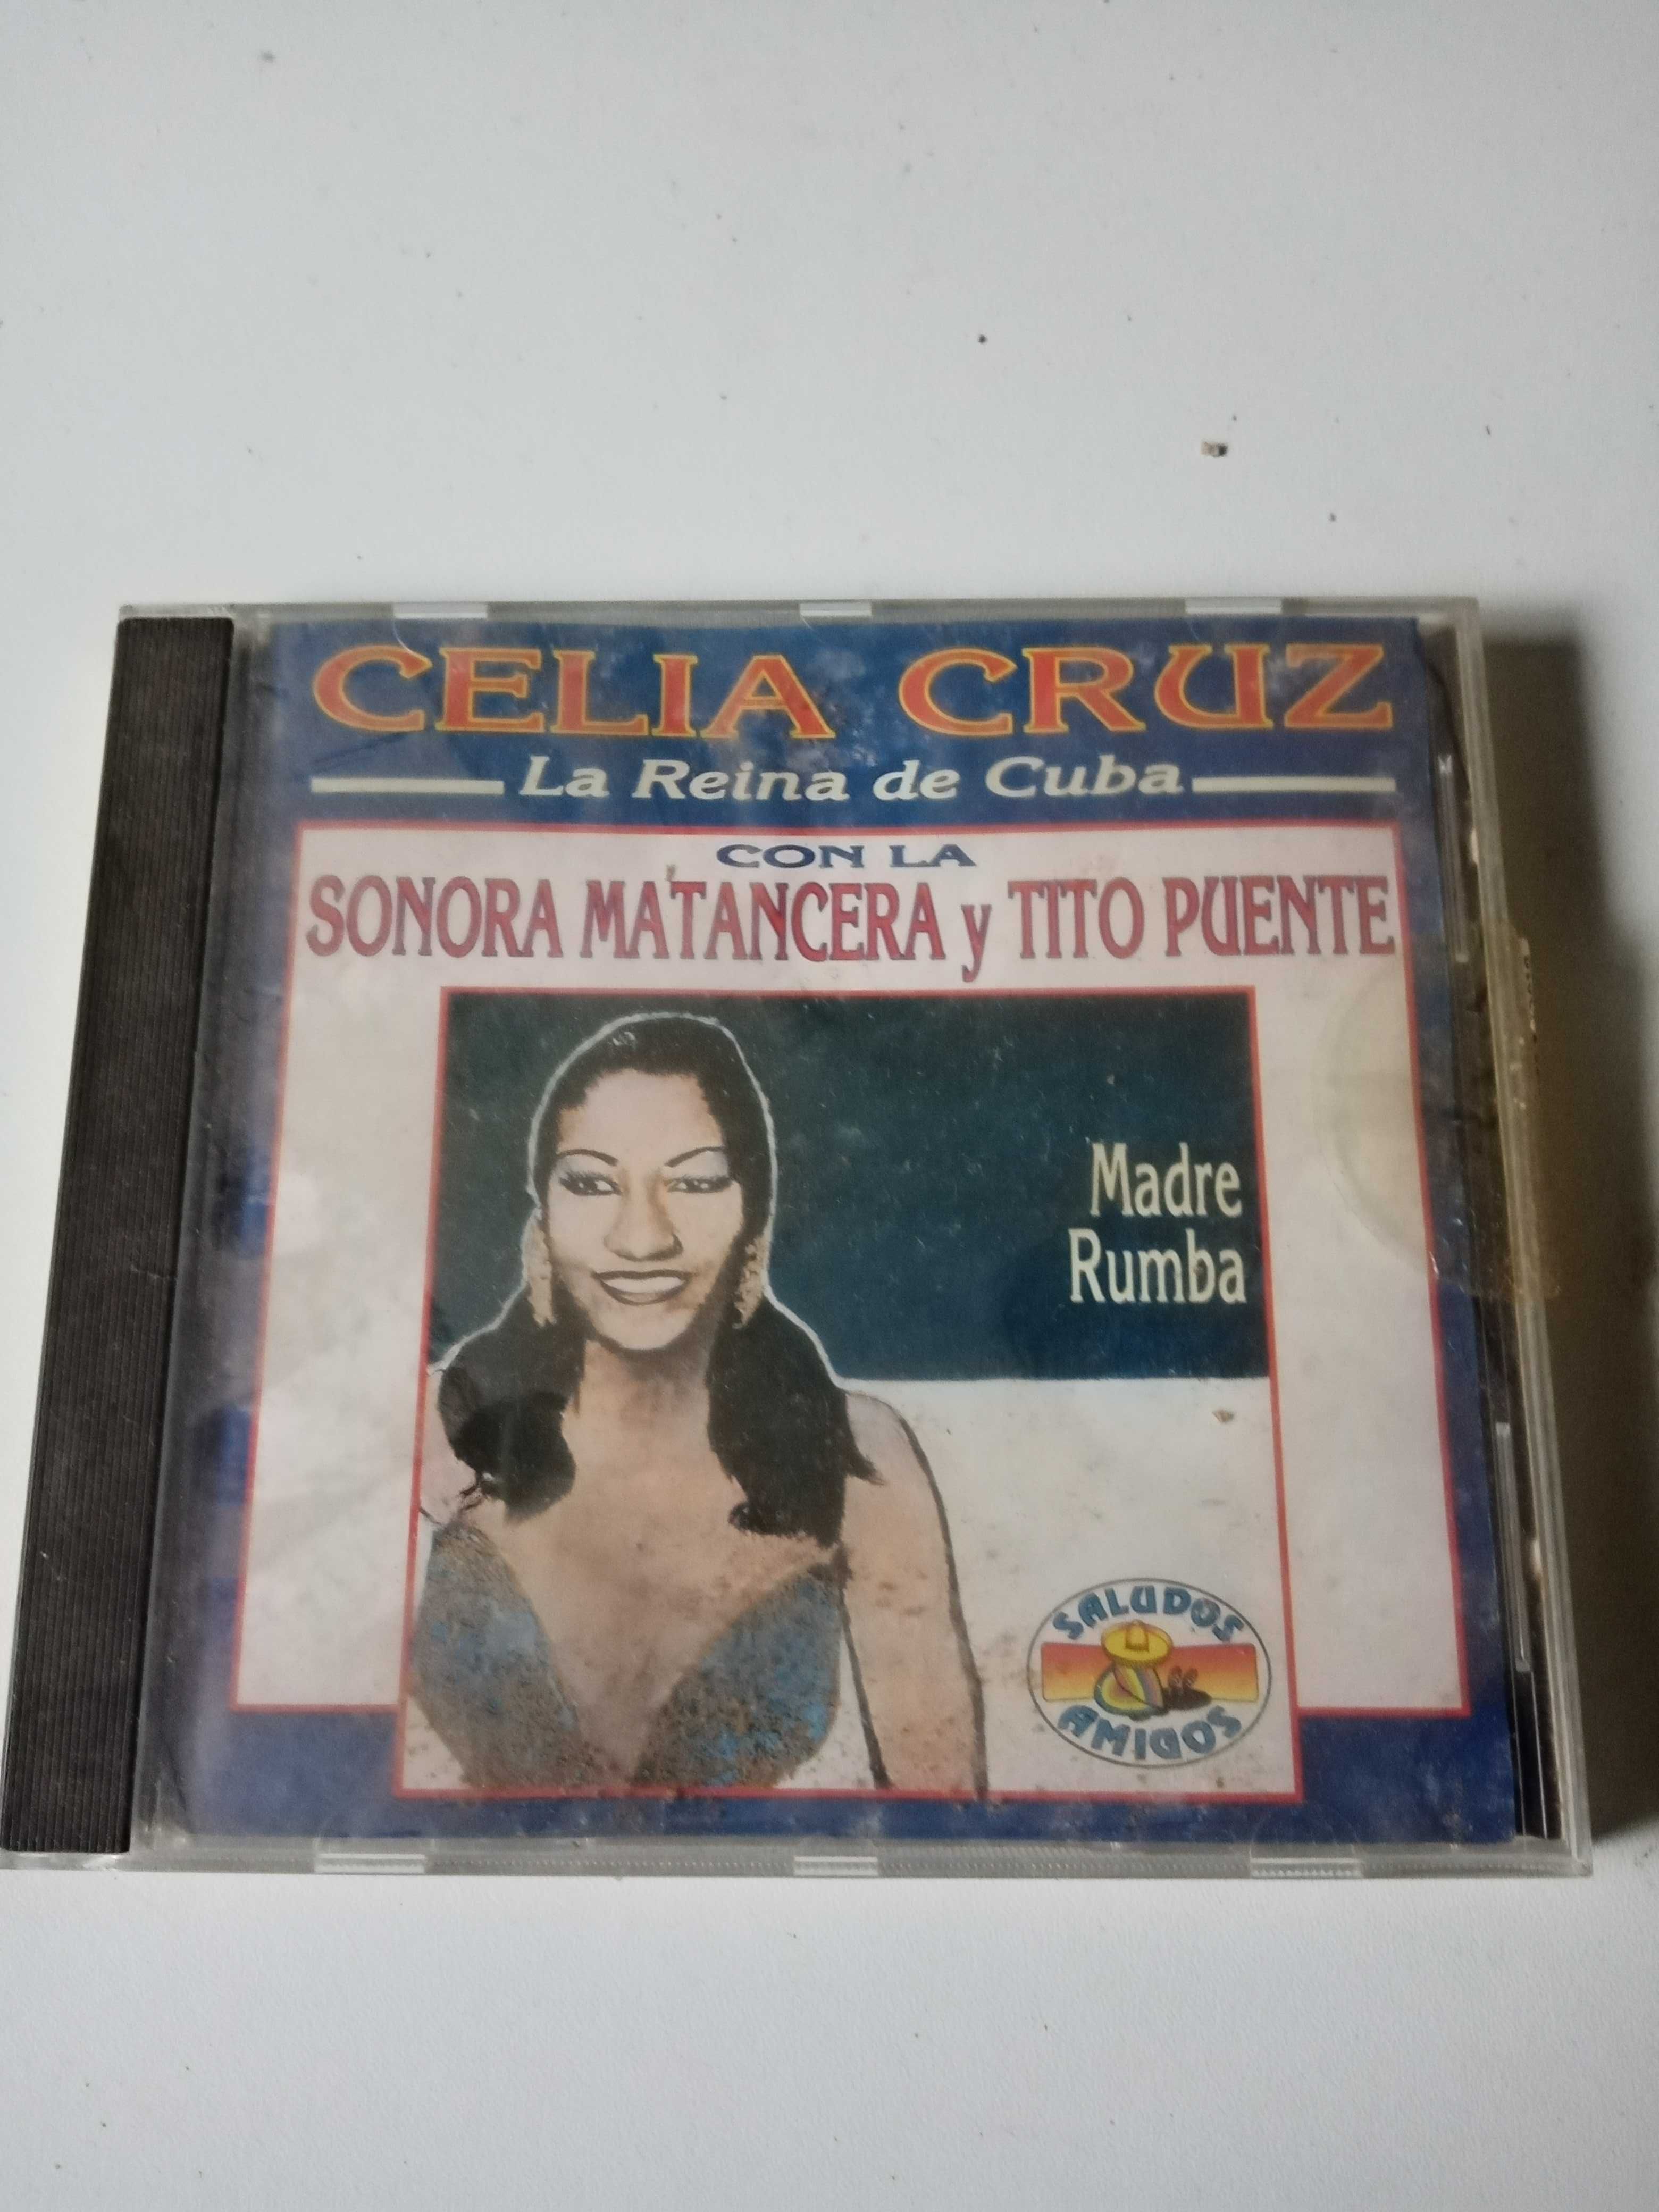 CELIA CRUZ
La Reina de Cuba
CON LA
SONORA MATANCERA y TITO PUENTE
Madre
Rumba
SALUDOS
AMIGOS